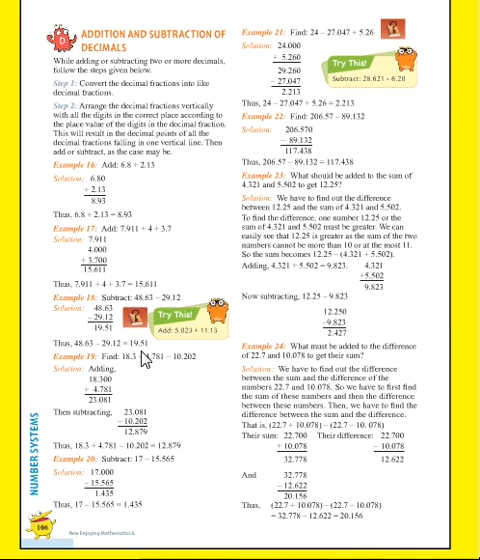 D
ADDITION AND SUBTRACTION OF
DECIMALS
While adding or subtracting two or more decimals,
follow the steps given below.
Step 1: Convert the decimal fractions into like
decimal fractions.
Step 2: Arrange the decimal fractions vertically
with all the digits in the correct place according to
the place value of the digits in the decimal fraction.
This will result in the decimal points of all the
decimal fractions falling in one vertical line. Then
add or subtract, as the case may be.
Example 16: Add: 6.8 + 2.13
Solution: 6.80
+ 2.13
8.93
Thus, 6.8 + 2.13 = 8.93
Example 17: Add: 7.911 + 4 + 3.7
Solution: 7.911
4.000
+ 3.700
15.611
Thus, 7.911 + 4 + 3.7 = 15.611
Example 18: Subtract: 48.63 – 29.12
Solution: 48.63
– 29.12
19.51
Try This!
Add: 5.023 + 11.13
Thus, 48.63 – 29.12 = 19.51
Example 19: Find: 18.3 4.781 – 10.202
Solution: Adding,
18.300
+ 4.781
23.081
Then subtracting, 23.081
– 10.202
12.879
Thus, 18.3 + 4.781 – 10.202 = 12.879
Example 20: Subtract: 17 – 15.565
Solution: 17.000
– 15.565
1.435
Thus, 17 – 15.565 = 1.435
NUMBER SYSTEMS
106
New Enjoying Mathematics 6
Example 21: Find: 24 – 27.047 + 5.26
Solution: 24.000
+ 5.260
29.260
– 27.047
2.213
Try This!
Subtract: 28.621 – 6.20
Thus, 24 – 27.047 + 5.26 = 2.213
Example 22: Find: 206.57 – 89.132
Solution: 206.570
– 89.132
117.438
Thus, 206.57 – 89.132 = 117.438
Example 23: What should be added to the sum of
4.321 and 5.502 to get 12.25?
Solution: We have to find out the difference
between 12.25 and the sum of 4.321 and 5.502.
To find the difference, one number 12.25 or the
sum of 4.321 and 5.502 must be greater. We can
easily see that 12.25 is greater as the sum of the two
numbers cannot be more than 10 or at the most 11.
So the sum becomes 12.25 – (4.321 + 5.502).
Adding, 4.321 + 5.502 = 9.823. 4.321
+5.502
9.823
Now subtracting, 12.25 – 9.823
12.250
–9.823
2.427
Example 24: What must be added to the difference
of 22.7 and 10.078 to get their sum?
Solution: We have to find out the difference
between the sum and the difference of the
numbers 22.7 and 10.078. So we have to first find
the sum of these numbers and then the difference
between these numbers. Then, we have to find the
difference between the sum and the difference.
That is, (22.7 + 10.078) – (22.7 – 10. 078)
Their sum: 22.700 Their difference: 22.700
+ 10.078 – 10.078
32.778 12.622
And 32.778
– 12.622
20.156
Thus, (22.7 + 10.078) – (22.7 – 10.078)
= 32.778 – 12.622 = 20.156